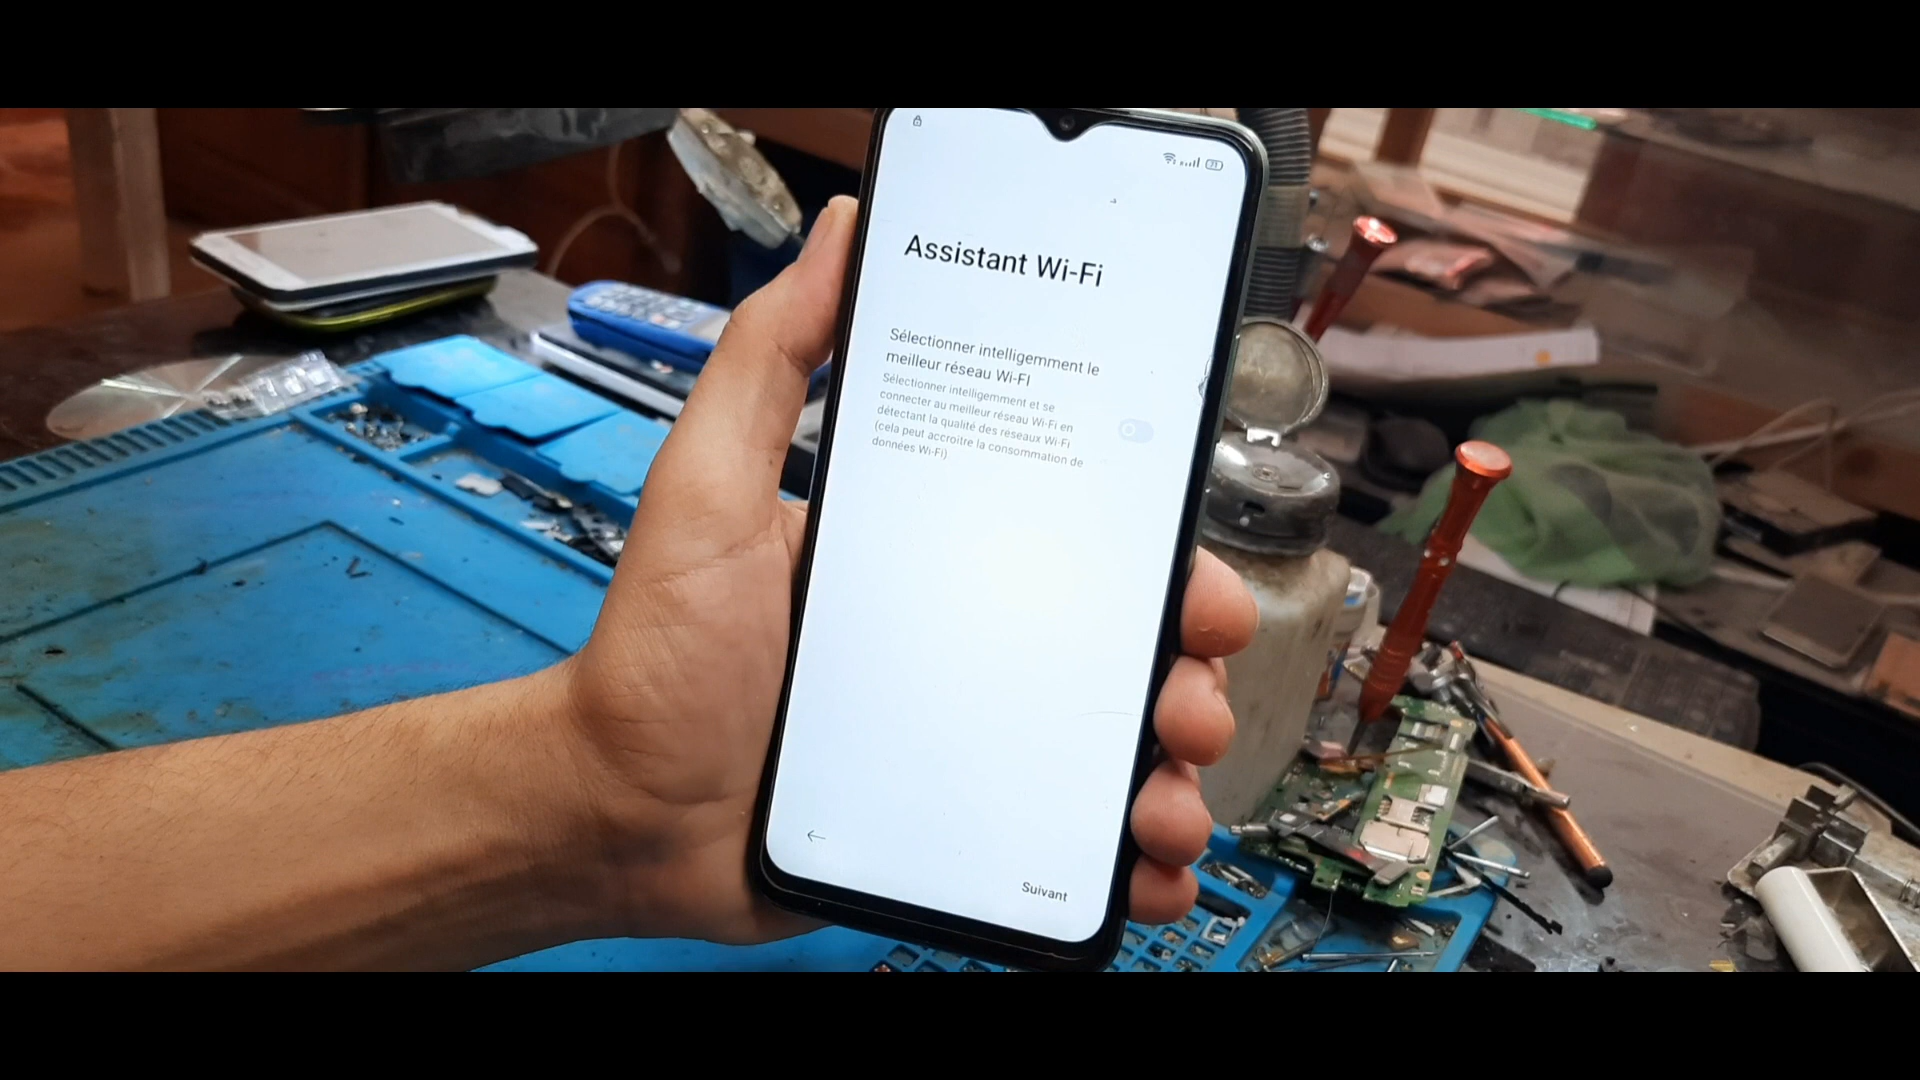 Assistant Wi-Fi
Sélectionner intelligemment le
meilleur réseau Wi-FI
Sélectionner intelligemment et se
connecter au meilleur réseau Wi-Fi en
détectant la qualité des réseaux Wi-Fi
(cela peut accroitre la consommation de
données Wi-Fi)
Suivant